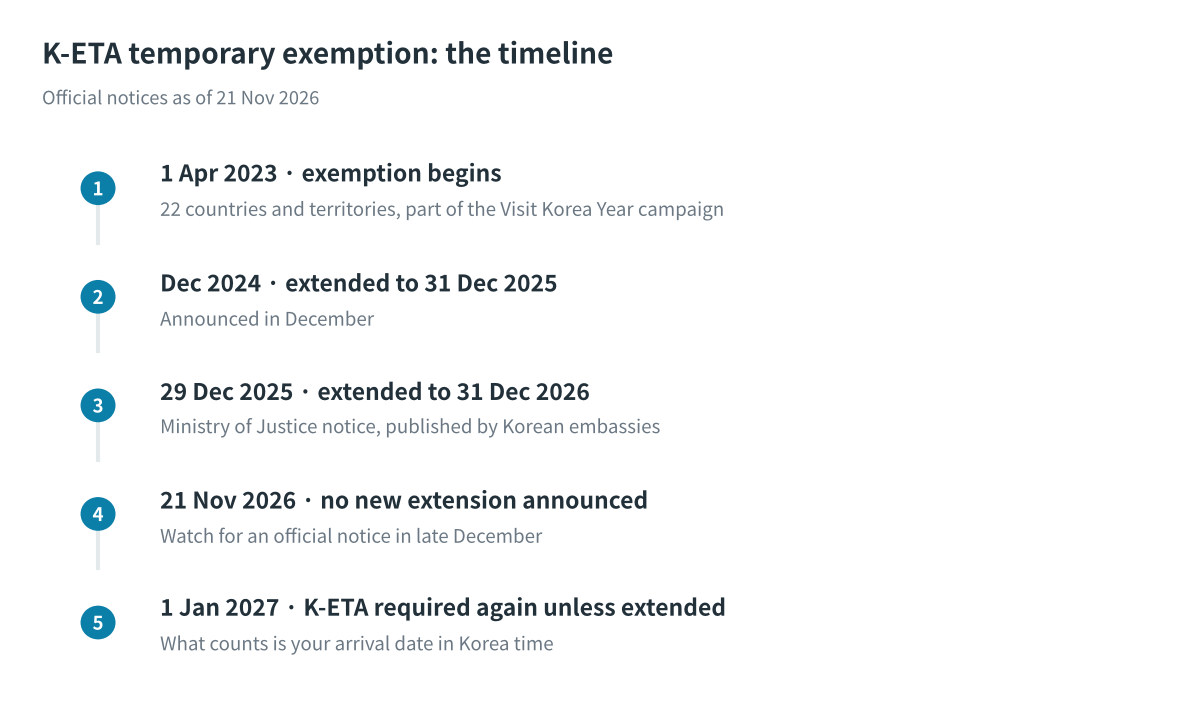 K-ETA temporary exemption: the timeline
Official notices as of 21 Nov 2026
1
1 Apr 2023 · exemption begins
22 countries and territories, part of the Visit Korea Year campaign
2
Dec 2024 · extended to 31 Dec 2025
Announced in December
3
29 Dec 2025 · extended to 31 Dec 2026
Ministry of Justice notice, published by Korean embassies
4
21 Nov 2026 · no new extension announced
Watch for an official notice in late December
5
1 Jan 2027 · K-ETA required again unless extended
What counts is your arrival date in Korea time